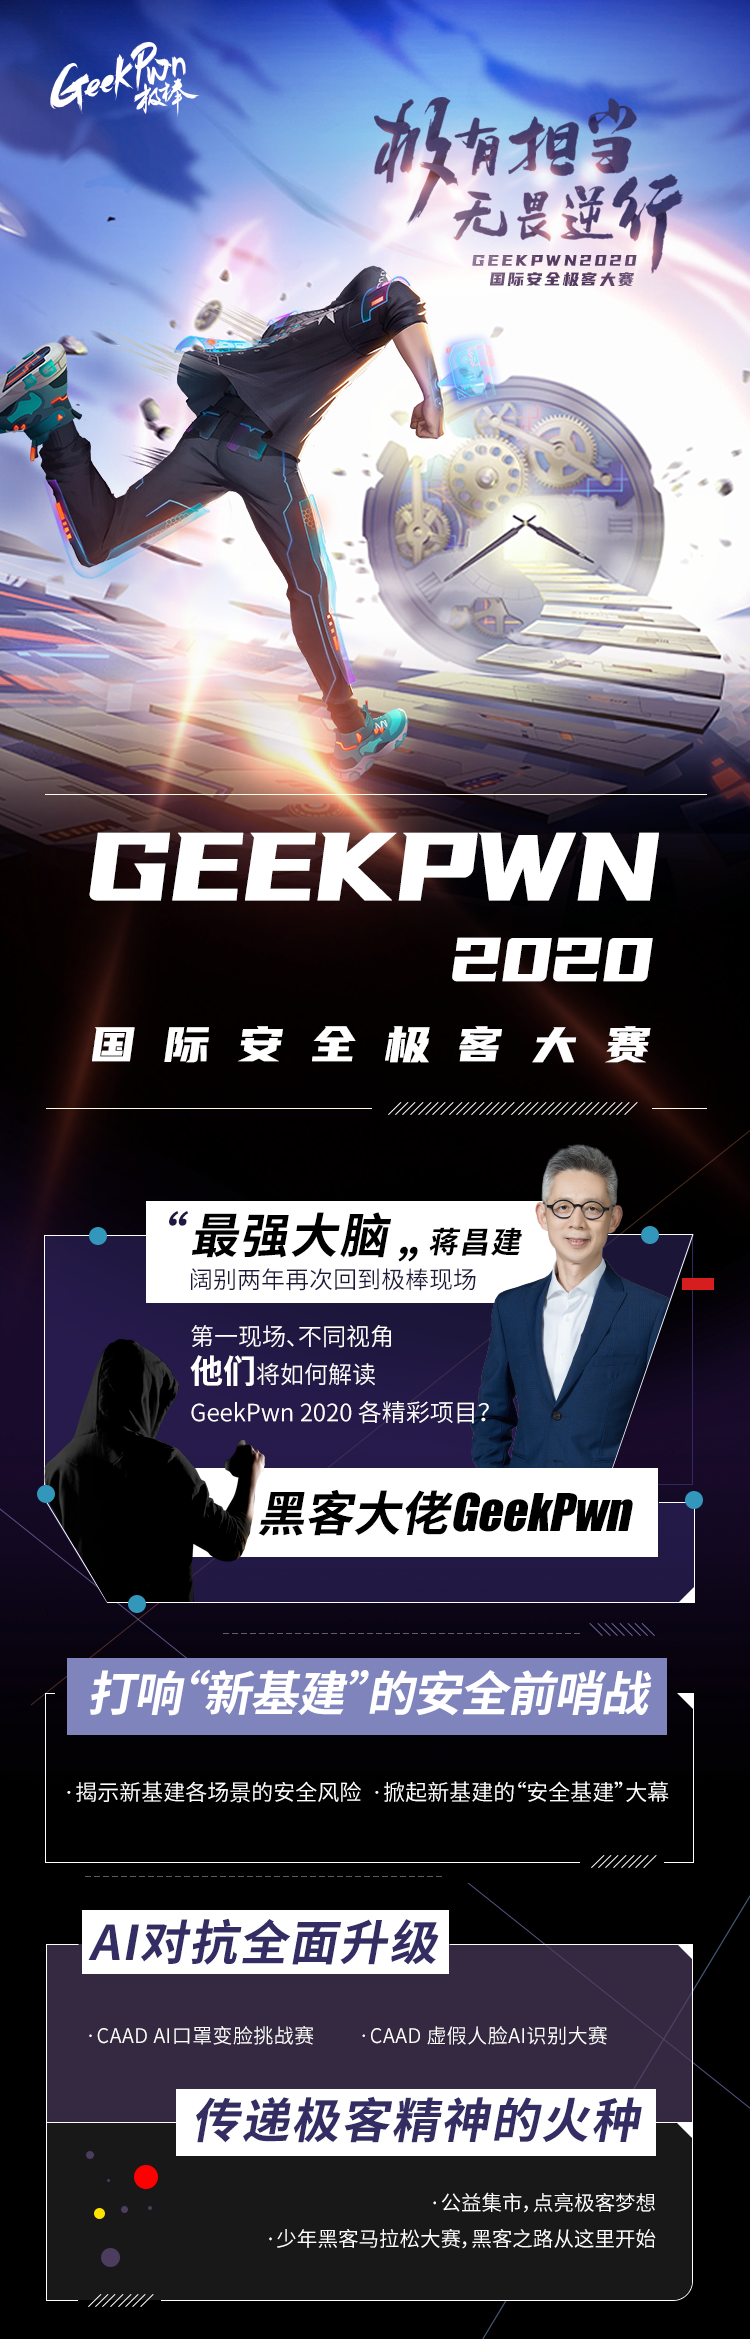 GeekPwn
极棒
极有担当
无畏逆行
GEEKPWN2020
国际安全极客大赛
GEEKPWN
2020
国际安全极客大赛
“最强大脑„ 蒋昌建
阔别两年再次回到极棒现场
第一现场、不同视角
他们将如何解读
GeekPwn 2020 各精彩项目?
黑客大佬GeekPwn
打响“新基建”的安全前哨战
·揭示新基建各场景的安全风险 ·掀起新基建的“安全基建”大幕
AI对抗全面升级
·CAAD AI口罩变脸挑战赛 ·CAAD 虚假人脸AI识别大赛
传递极客精神的火种
·公益集市，点亮极客梦想
·少年黑客马拉松大赛，黑客之路从这里开始